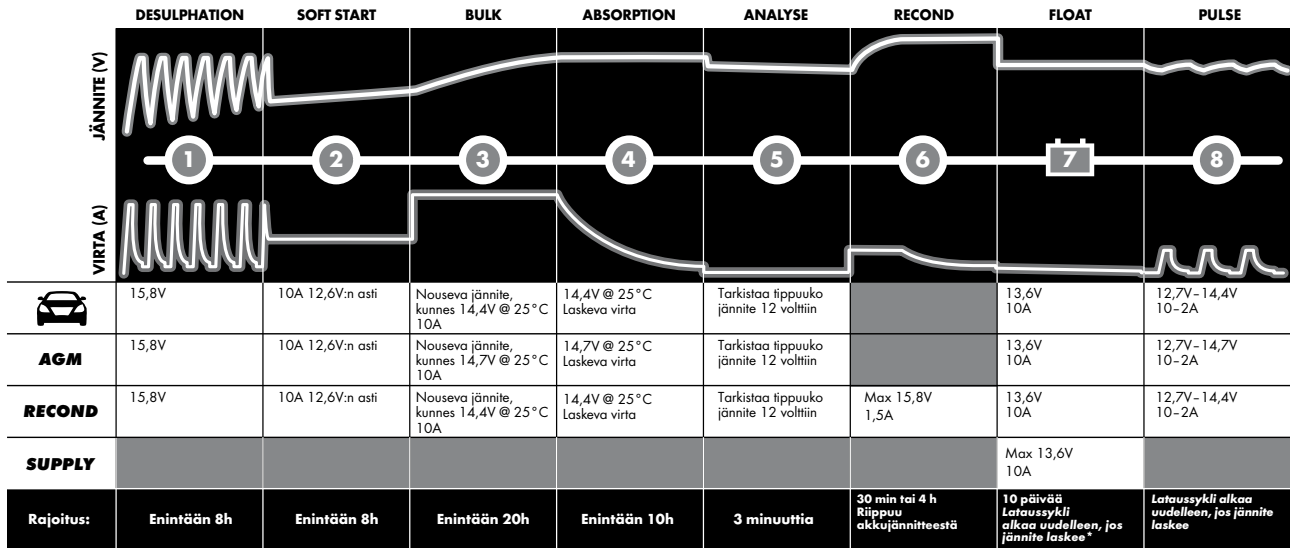 DESULPHATION SOFT START BULK ABSORPTION ANALYSE RECOND FLOAT PULSE
JÄNNITE (V)
1 2 3 4 5 6 7 8
VIRTA (A)
15,8V 10A 12,6V:n asti Nouseva jännite, 14,4V @ 25°C Tarkistaa tippuuko 13,6V 12,7V–14,4V
kunnes 14,4V @ 25°C Laskeva virta jännite 12 volttiin 10A 10–2A
10A
AGM 15,8V 10A 12,6V:n asti Nouseva jännite, 14,7V @ 25°C Tarkistaa tippuuko 13,6V 12,7V–14,7V
kunnes 14,7V @ 25°C Laskeva virta jännite 12 volttiin 10A 10–2A
10A
RECOND 15,8V 10A 12,6V:n asti Nouseva jännite, 14,4V @ 25°C Tarkistaa tippuuko Max 15,8V 13,6V 12,7V–14,4V
kunnes 14,4V @ 25°C Laskeva virta jännite 12 volttiin 1,5A 10A 10–2A
10A
SUPPLY Max 13,6V
10A
Rajoitus: Enintään 8h Enintään 8h Enintään 20h Enintään 10h 3 minuuttia
30 min tai 4 h
Riippuu
akkujännitteestä
10 päivää
Lataussykli
alkaa uudelleen, jos
jännite laskee*
Lataussykli alkaa
uudelleen, jos jännite
laskee